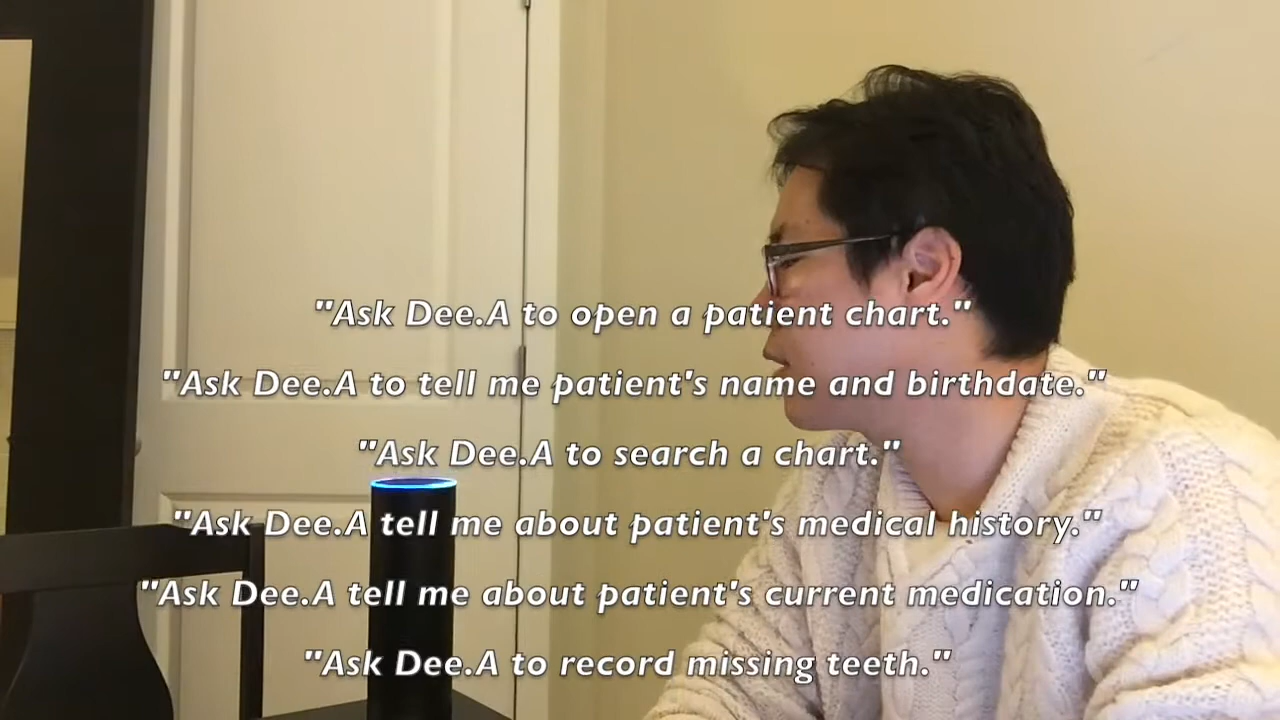 "Ask Dee.A to open a patient chart."
"Ask Dee.A to tell me patient's name and birthdate."
"Ask Dee.A to search a chart."
"Ask Dee.A tell me about patient's medical history."
"Ask Dee.A tell me about patient's current medication."
"Ask Dee.A to record missing teeth."